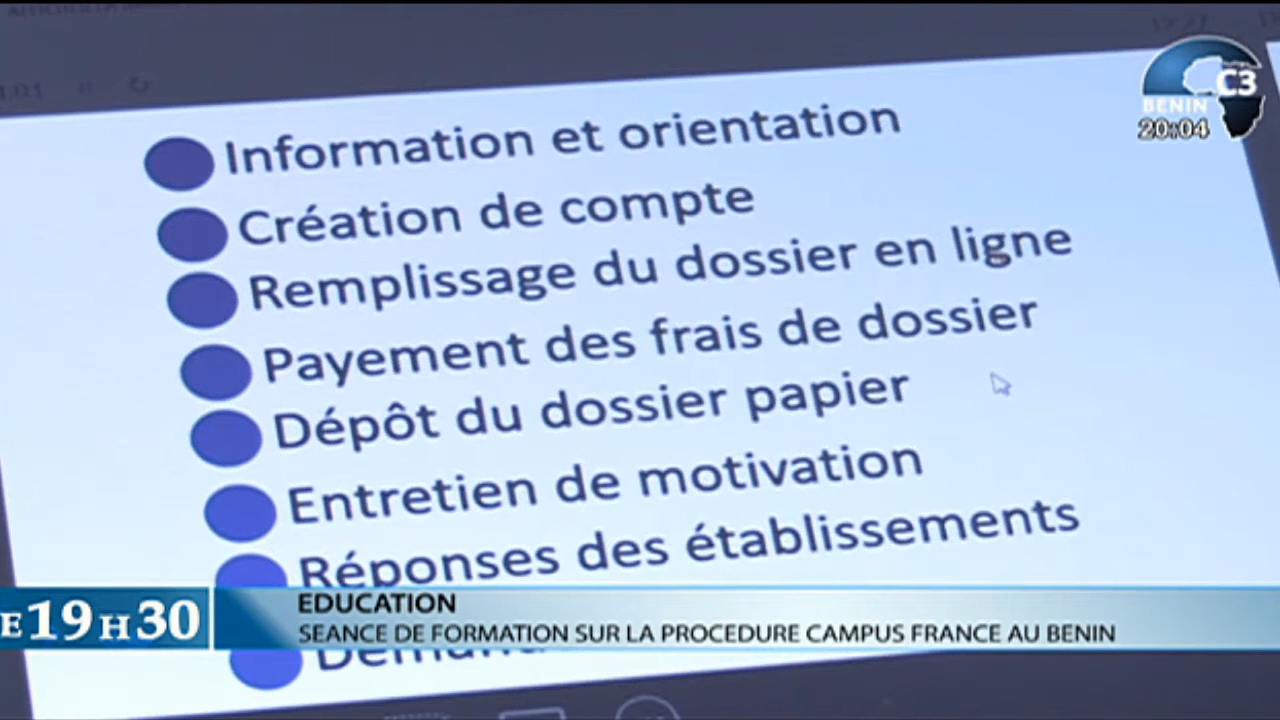 C3
BENIN
20:04
Information et orientation
Création de compte
Remplissage du dossier en ligne
Payement des frais de dossier
Dépôt du dossier papier
Entretien de motivation
Réponses des établissements
E 19 H 30
EDUCATION
SEANCE DE FORMATION SUR LA PROCEDURE CAMPUS FRANCE AU BENIN